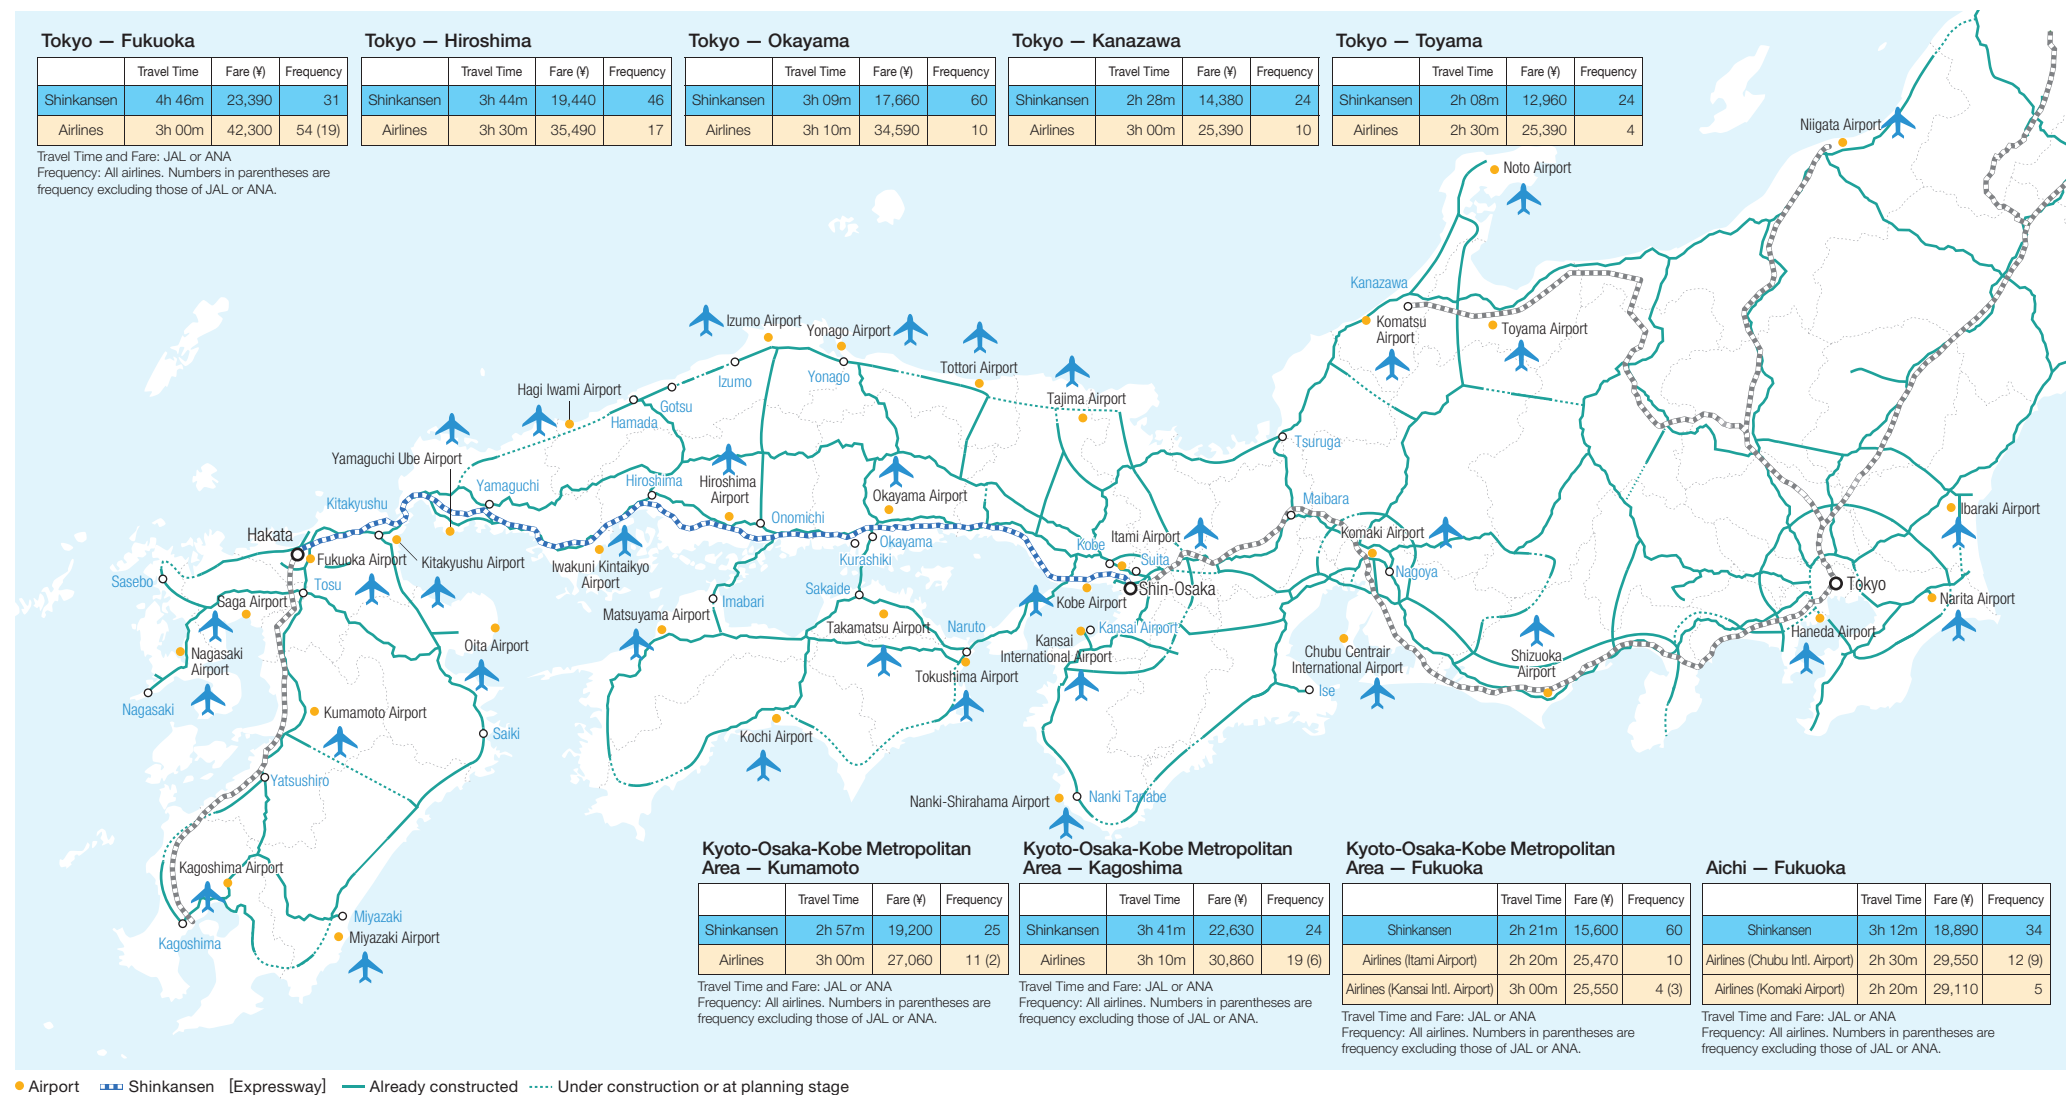 Tokyo — Fukuoka
Travel Time Fare (¥) Frequency
Shinkansen 4h 46m 23,390 31
Airlines 3h 00m 42,300 54 (19)
Travel Time and Fare: JAL or ANA
Frequency: All airlines. Numbers in parentheses are
frequency excluding those of JAL or ANA.
Tokyo — Hiroshima
Travel Time Fare (¥) Frequency
Shinkansen 3h 44m 19,440 46
Airlines 3h 30m 35,490 17
Tokyo — Okayama
Travel Time Fare (¥) Frequency
Shinkansen 3h 09m 17,660 60
Airlines 3h 10m 34,590 10
Tokyo — Kanazawa
Travel Time Fare (¥) Frequency
Shinkansen 2h 28m 14,380 24
Airlines 3h 00m 25,390 10
Tokyo — Toyama
Travel Time Fare (¥) Frequency
Shinkansen 2h 08m 12,960 24
Airlines 2h 30m 25,390 4
Niigata Airport
Noto Airport
Kanazawa
Komatsu
Airport
Toyama Airport
Izumo Airport
Yonago Airport
Tottori Airport
Tajima Airport
Izumo
Yonago
Hagi Iwami Airport
Gotsu
Hamada
Tsuruga
Yamaguchi Ube Airport
Yamaguchi
Hiroshima
Hiroshima
Airport
Okayama Airport
Kitakyushu
Onomichi
Maibara
Ibaraki Airport
Hakata
Fukuoka Airport
Kitakyushu Airport
Iwakuni Kintaikyo
Airport
Okayama
Kurashiki
Kobe
Itami Airport
Suita
Komaki Airport
Nagoya
Sasebo
Tosu
Saga Airport
Imabari
Sakaide
Kobe Airport
Shin-Osaka
Tokyo
Narita Airport
Haneda Airport
Matsuyama Airport
Takamatsu Airport
Naruto
Kansai Airport
Kansai
International Airport
Oita Airport
Nagasaki
Airport
Tokushima Airport
Chubu Centrair
International Airport
Shizuoka
Airport
Ise
Nagasaki
Kumamoto Airport
Saiki
Kochi Airport
Yatsushiro
Nanki-Shirahama Airport
Nanki Tanabe
Kagoshima Airport
Kagoshima
Miyazaki
Miyazaki Airport
Kyoto-Osaka-Kobe Metropolitan
Area — Kumamoto
Travel Time Fare (¥) Frequency
Shinkansen 2h 57m 19,200 25
Airlines 3h 00m 27,060 11 (2)
Travel Time and Fare: JAL or ANA
Frequency: All airlines. Numbers in parentheses are
frequency excluding those of JAL or ANA.
Kyoto-Osaka-Kobe Metropolitan
Area — Kagoshima
Travel Time Fare (¥) Frequency
Shinkansen 3h 41m 22,630 24
Airlines 3h 10m 30,860 19 (6)
Travel Time and Fare: JAL or ANA
Frequency: All airlines. Numbers in parentheses are
frequency excluding those of JAL or ANA.
Kyoto-Osaka-Kobe Metropolitan
Area — Fukuoka
Travel Time Fare (¥) Frequency
Shinkansen 2h 21m 15,600 60
Airlines (Itami Airport) 2h 20m 25,470 10
Airlines (Kansai Intl. Airport) 3h 00m 25,550 4 (3)
Travel Time and Fare: JAL or ANA
Frequency: All airlines. Numbers in parentheses are
frequency excluding those of JAL or ANA.
Aichi — Fukuoka
Travel Time Fare (¥) Frequency
Shinkansen 3h 12m 18,890 34
Airlines (Chubu Intl. Airport) 2h 30m 29,550 12 (9)
Airlines (Komaki Airport) 2h 20m 29,110 5
Travel Time and Fare: JAL or ANA
Frequency: All airlines. Numbers in parentheses are
frequency excluding those of JAL or ANA.
Airport Shinkansen [Expressway] Already constructed Under construction or at planning stage